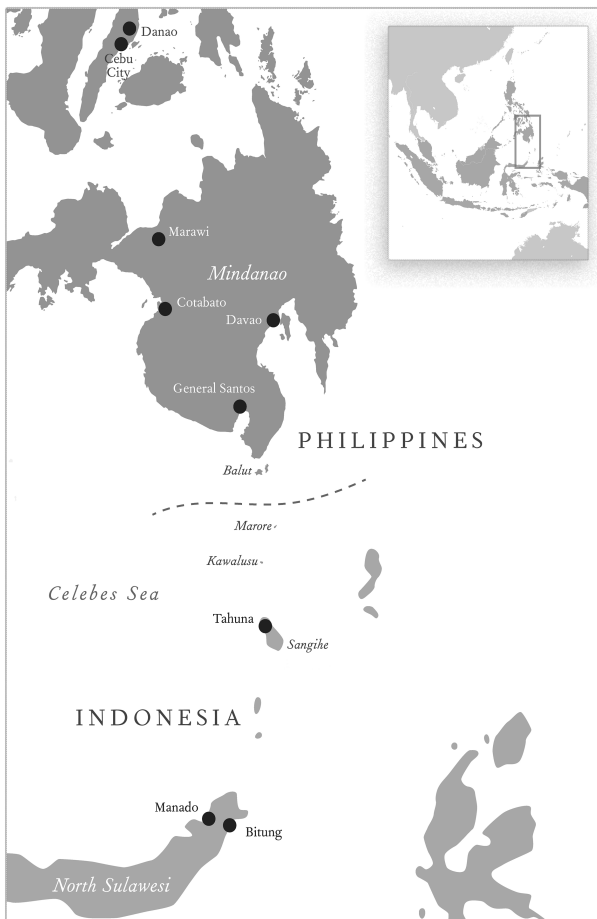 Danao
Cebu
City
Marawi
Mindanao
Cotabato
Davao
General Santos
PHILIPPINES
Balut
Marore
Kawalusu
Celebes Sea
Tahuna
Sangihe
INDONESIA
Manado
Bitung
North Sulawesi